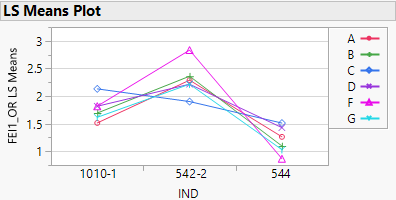 LS Means Plot
FEI1_OR LS Means
3
2.5
2
1.5
1
1010-1 542-2 544
IND
A
B
C
D
F
G